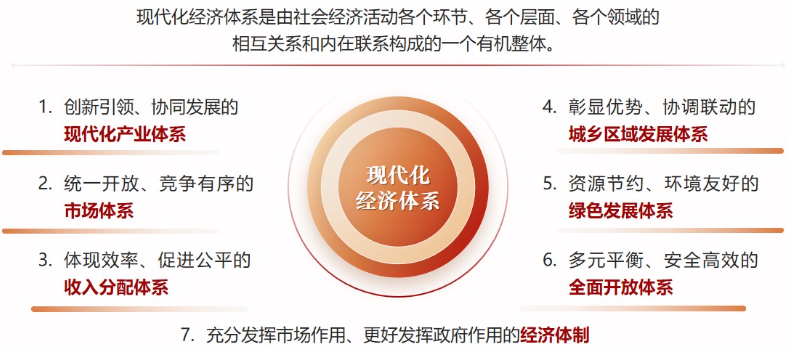 现代化经济体系是由社会经济活动各个环节、各个层面、各个领域的
相互关系和内在联系构成的一个有机整体。
1. 创新引领、协同发展的
现代化产业体系
2. 统一开放、竞争有序的
市场体系
3. 体现效率、促进公平的
收入分配体系
现代化
经济体系
4. 彰显优势、协调联动的
城乡区域发展体系
5. 资源节约、环境友好的
绿色发展体系
6. 多元平衡、安全高效的
全面开放体系
7. 充分发挥市场作用、更好发挥政府作用的经济体制